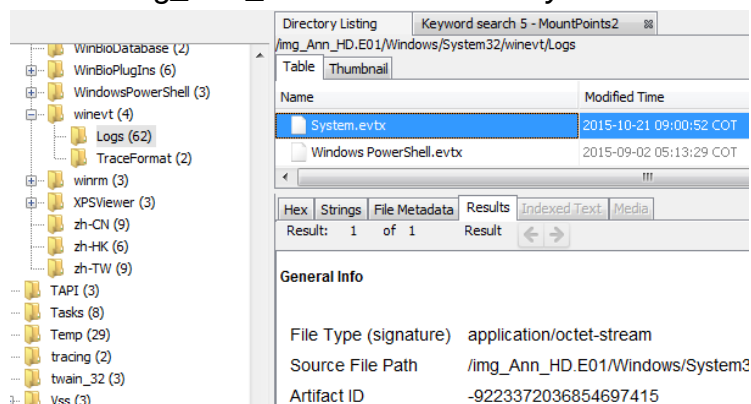 Directory Listing
Keyword search 5 - MountPoints2
/img_Ann_HD.E01/Windows/System32/winevt/Logs
Table
Thumbnail
WinBioDatabase (2)
WinBioPlugIns (6)
WindowsPowerShell (3)
winevt (4)
Logs (62)
TraceFormat (2)
winrm (3)
XPSViewer (3)
zh-CN (9)
zh-HK (6)
zh-TW (9)
TAPI (3)
Tasks (8)
Temp (29)
tracing (2)
twain_32 (3)
Vss (3)
Name Modified Time
System.evtx 2015-10-21 09:00:52 COT
Windows PowerShell.evtx 2015-09-02 05:13:29 COT
Hex Strings File Metadata Results Indexed Text Media
Result: 1 of 1 Result
General Info
File Type (signature) application/octet-stream
Source File Path /img_Ann_HD.E01/Windows/System3
Artifact ID -9223372036854697415